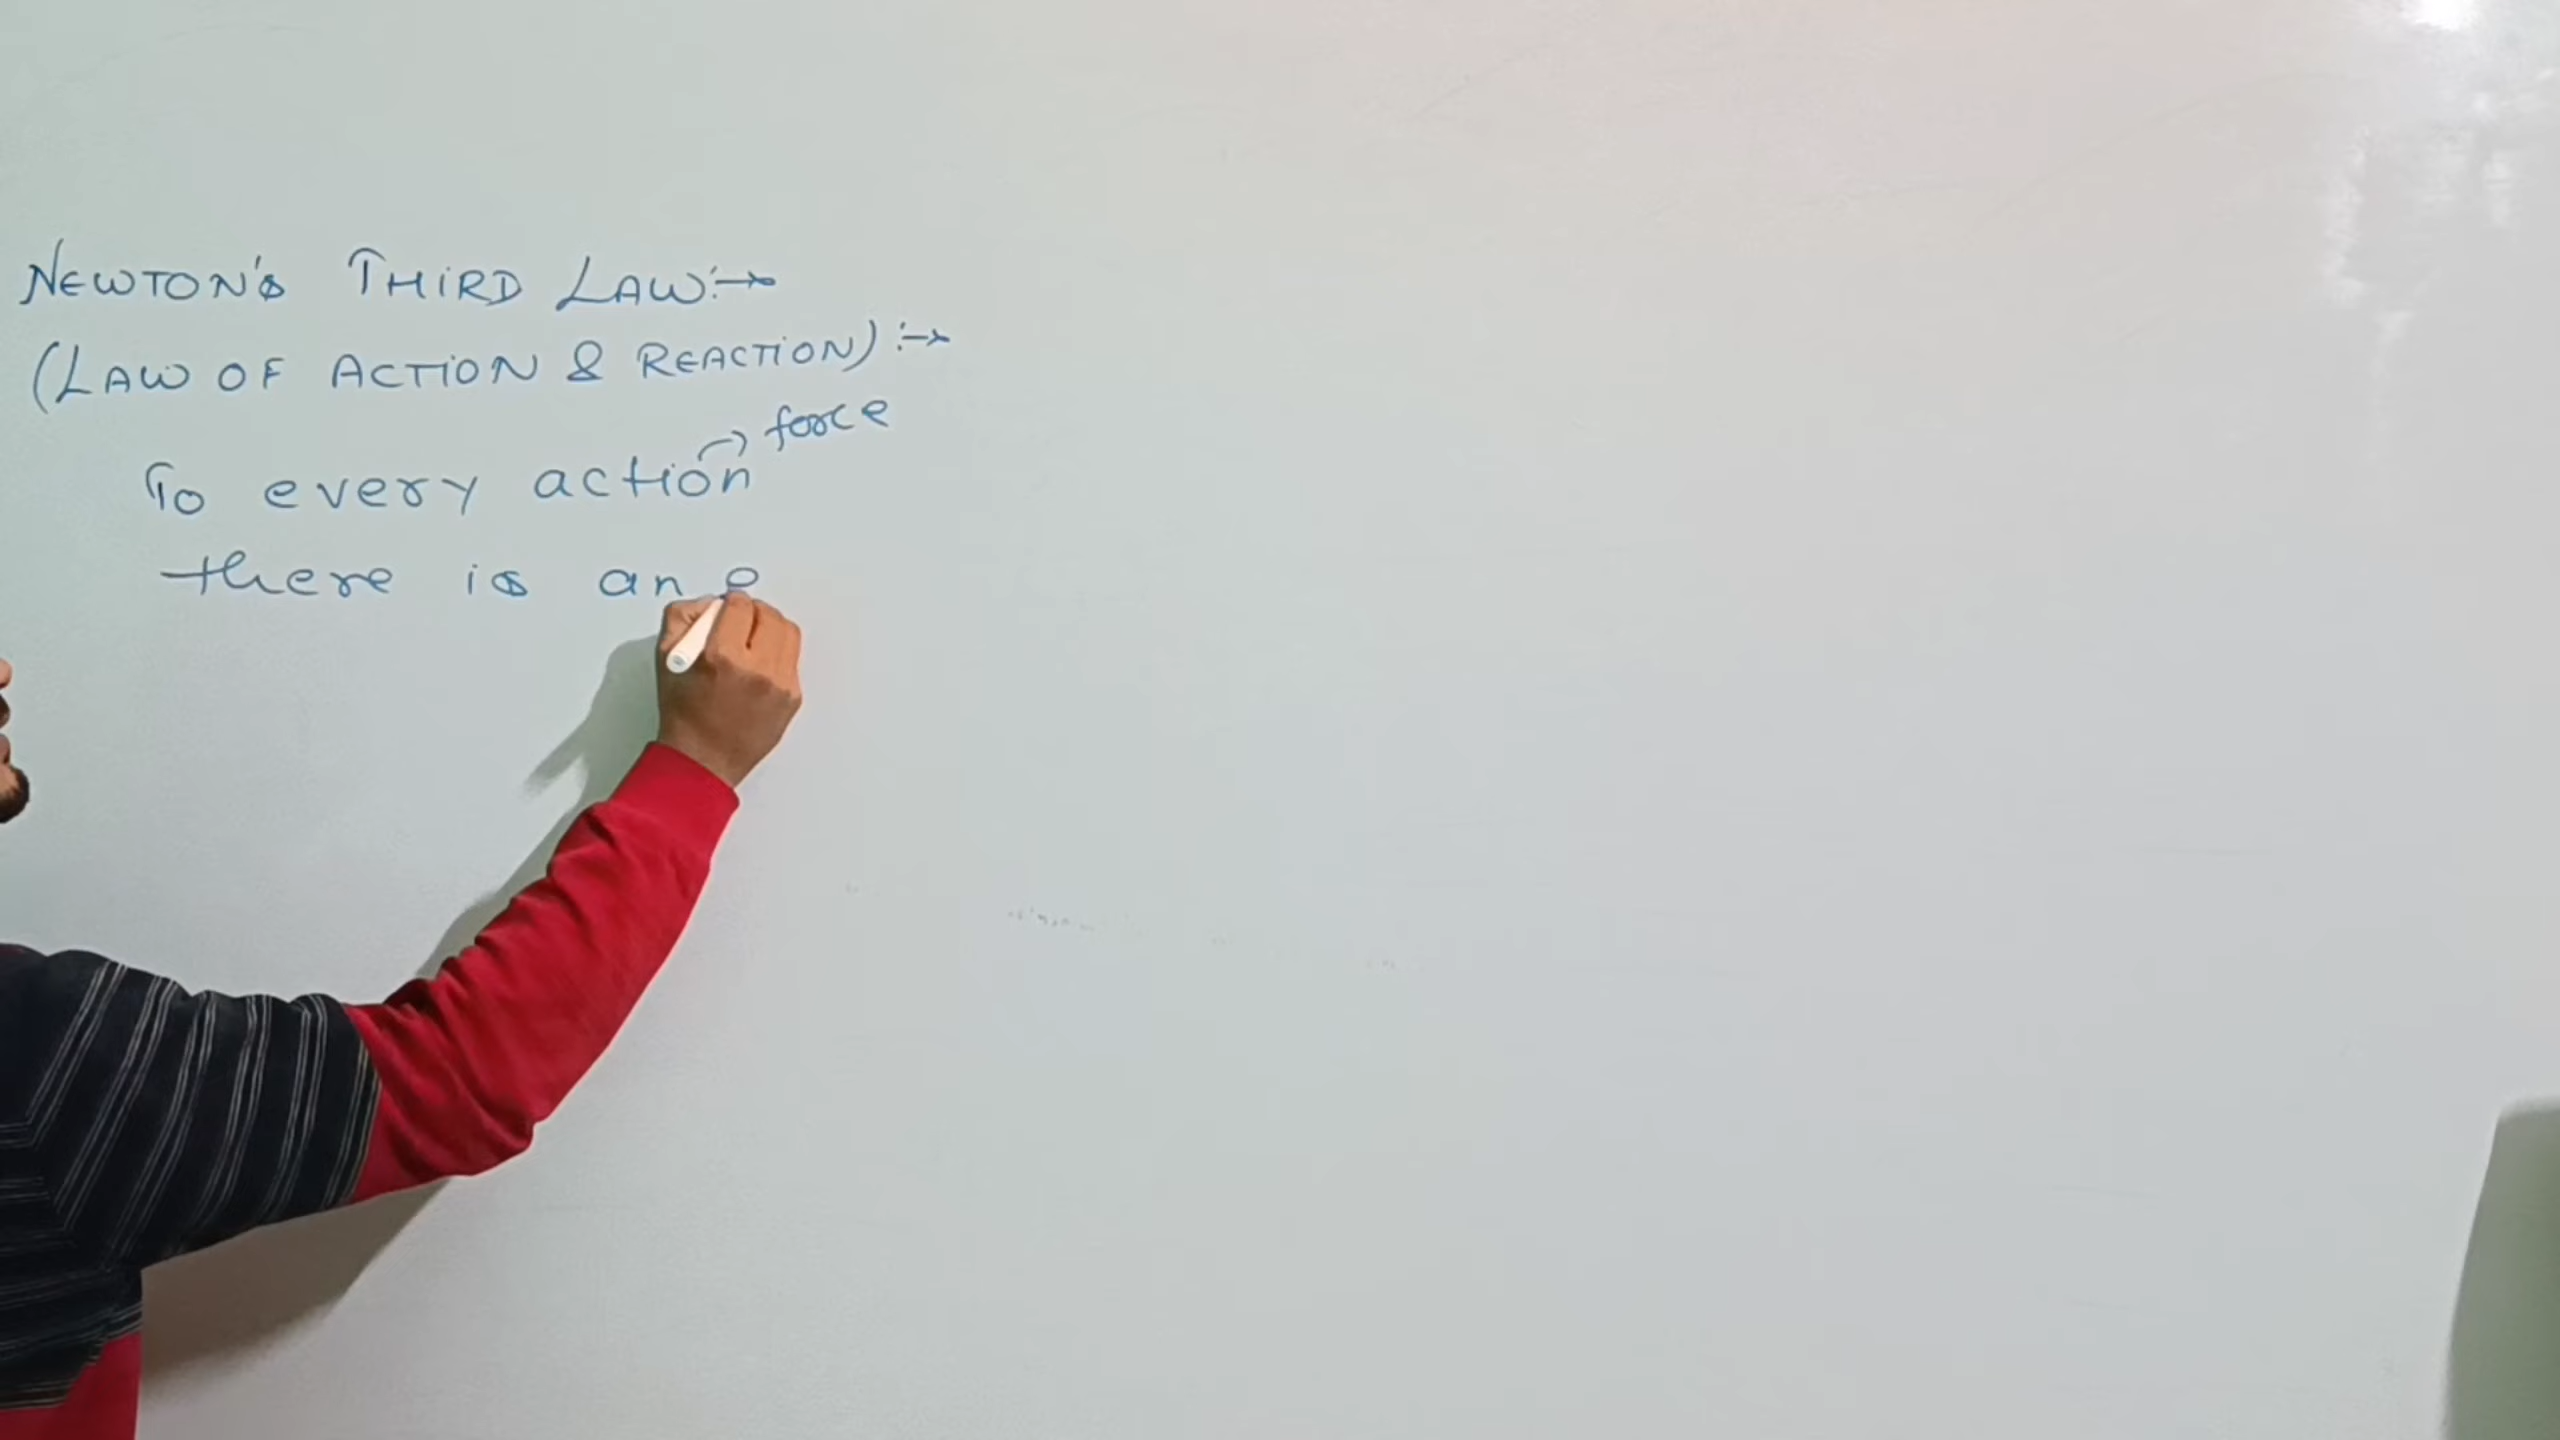 NEWTON'S THIRD LAW:→
(LAW OF ACTION & REACTION):→
force
To every action
there is an e